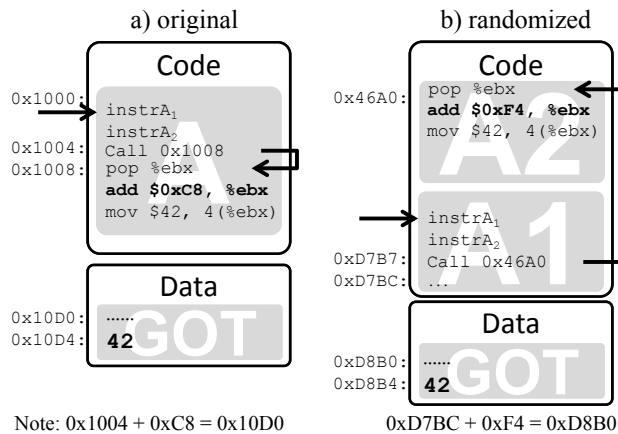 a) original
Code
A
0x1000:
instrA₁
instrA₂
0x1004: Call 0x1008
0x1008: pop %ebx
add $0xC8, %ebx
mov $42, 4(%ebx)
Data
GOT
0x10D0: ......
0x10D4: 42
Note: 0x1004 + 0xC8 = 0x10D0
b) randomized
Code
A2
pop %ebx
0x46A0: add $0xF4, %ebx
mov $42, 4(%ebx)
A1
instrA₁
instrA₂
0xD7B7: Call 0x46A0
0xD7BC: ...
Data
GOT
0xD8B0: ......
0xD8B4: 42
0xD7BC + 0xF4 = 0xD8B0